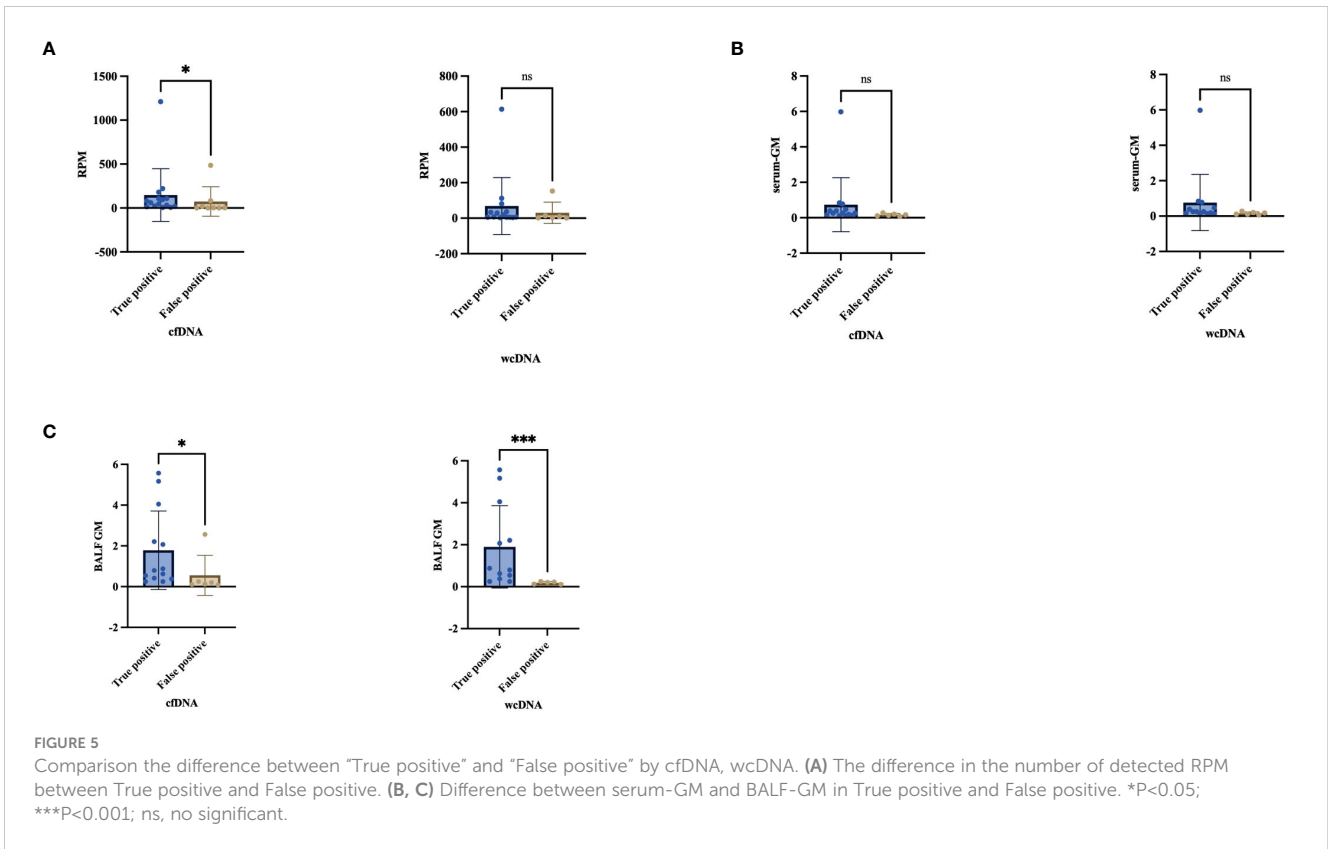 A
B
*
1500
1000
500
0
-500
RPM
True positive
False positive
cfDNA
ns
800
600
400
200
0
-200
RPM
True positive
False positive
wcDNA
ns
8
6
4
2
0
-2
serum-GM
True positive
False positive
cfDNA
ns
8
6
4
2
0
-2
serum-GM
True positive
False positive
wcDNA
C
*
6
4
2
0
-2
BALF GM
True positive
False positive
cfDNA
***
6
4
2
0
-2
BALF GM
True positive
False positive
wcDNA
FIGURE 5
Comparison the difference between “True positive” and “False positive” by cfDNA, wcDNA. (A) The difference in the number of detected RPM
between True positive and False positive. (B, C) Difference between serum-GM and BALF-GM in True positive and False positive. *P<0.05;
***P<0.001; ns, no significant.